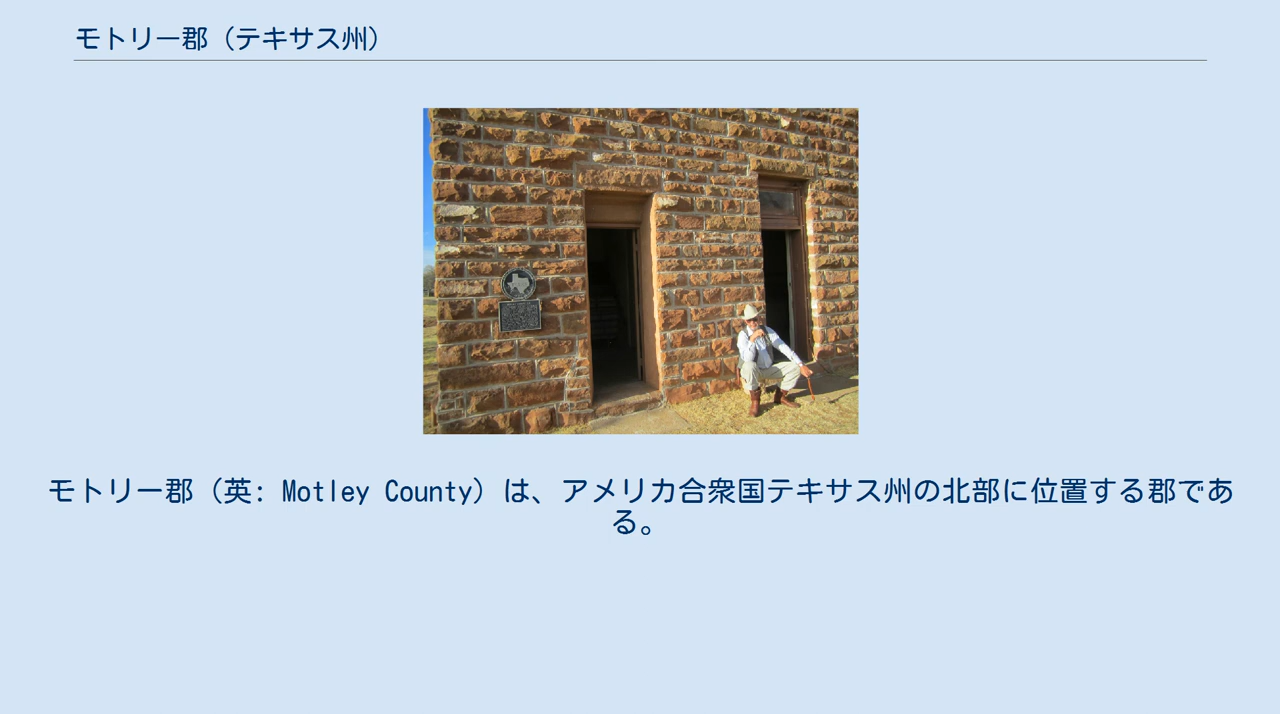 モトリー郡（テキサス州）
モトリー郡（英: Motley County）は、アメリカ合衆国テキサス州の北部に位置する郡であ
る。